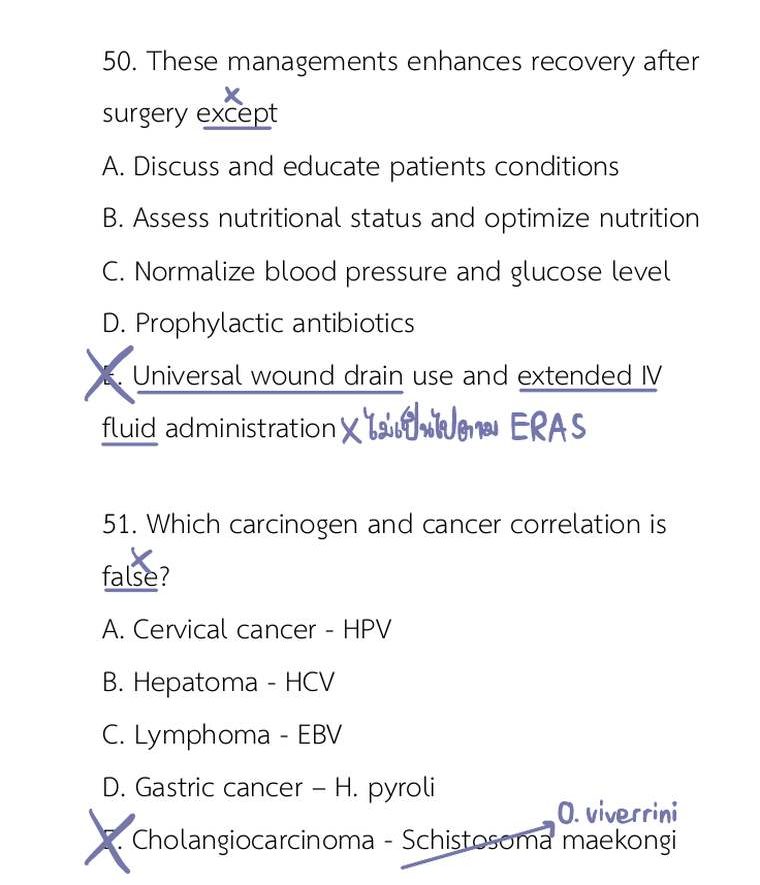 50. These managements enhances recovery after
x
surgery except
A. Discuss and educate patients conditions
B. Assess nutritional status and optimize nutrition
C. Normalize blood pressure and glucose level
D. Prophylactic antibiotics
X E. Universal wound drain use and extended IV
fluid administration X ไม่เป็นไปตาม ERAS
51. Which carcinogen and cancer correlation is
x
false?
A. Cervical cancer - HPV
B. Hepatoma - HCV
C. Lymphoma - EBV
D. Gastric cancer – H. pyroli
O. viverrini
X E. Cholangiocarcinoma - Schistosoma maekongi